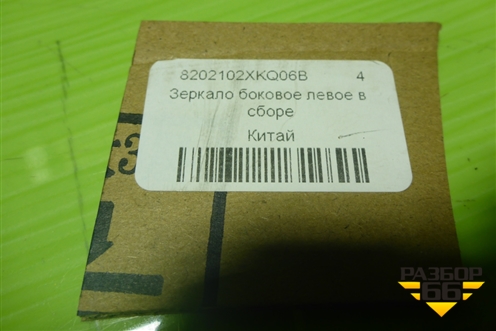 8202102XKQ06B 4
Зеркало боковое левое в
сборе
Китай
РАЗБОР
66